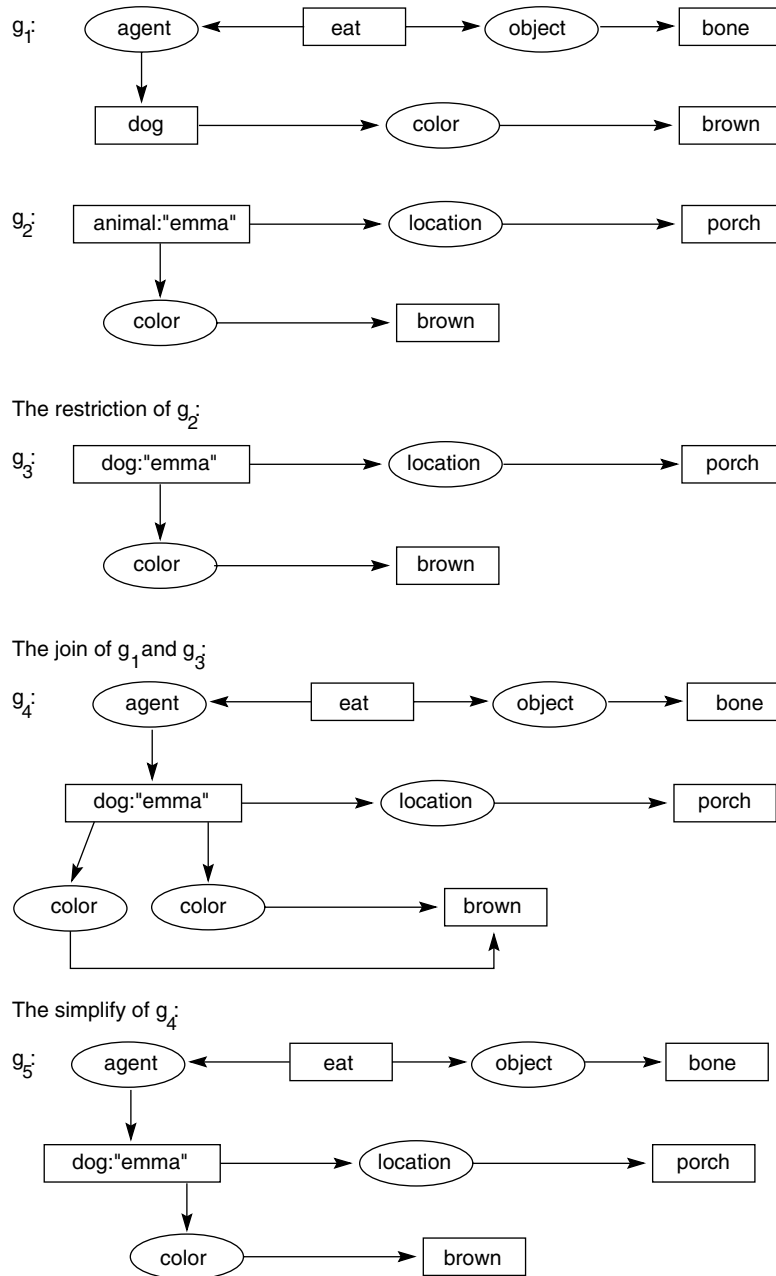 g1: agent eat object bone
dog color brown
g2: animal:"emma" location porch
color brown
The restriction of g2:
g3: dog:"emma" location porch
color brown
The join of g1 and g3:
g4: agent eat object bone
dog:"emma" location porch
color color brown
The simplify of g4:
g5: agent eat object bone
dog:"emma" location porch
color brown